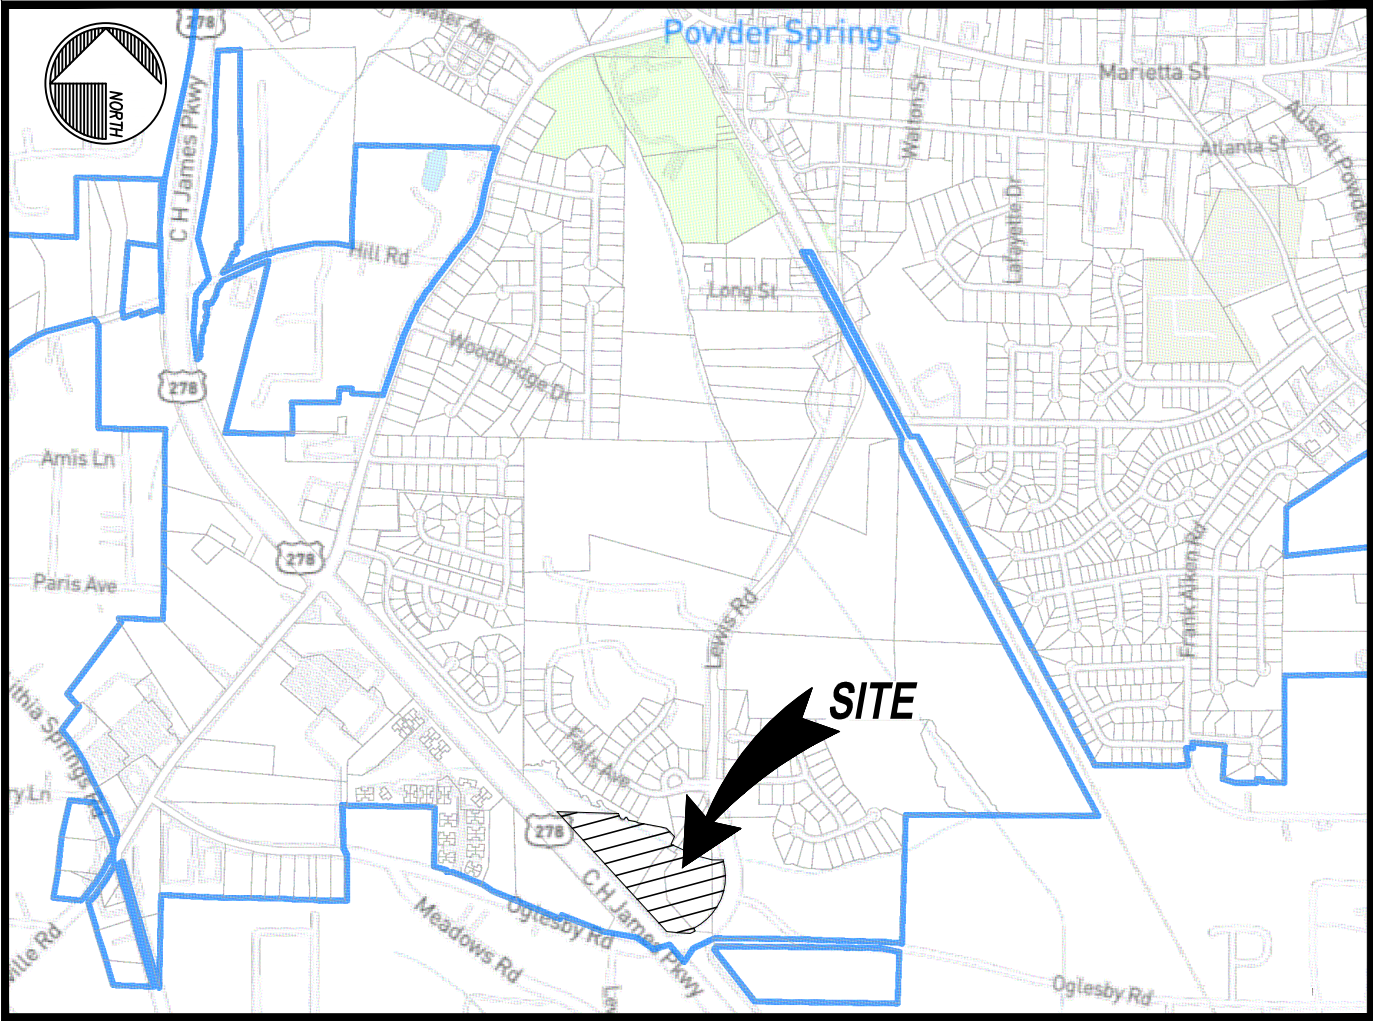 278
Powder Springs
Marietta St
NORTH
C H James Pkwy
Walton St
Atlanta St
Lafayette Dr
Hill Rd
Long St
Woodbridge Dr
278
Amis Ln
278
Paris Ave
Frank Aiken Rd
Lewis Rd
SITE
Springs
Falls Ave
278
C H James Pkwy
Meadows Rd
Oglesby Rd
Oglesby Rd